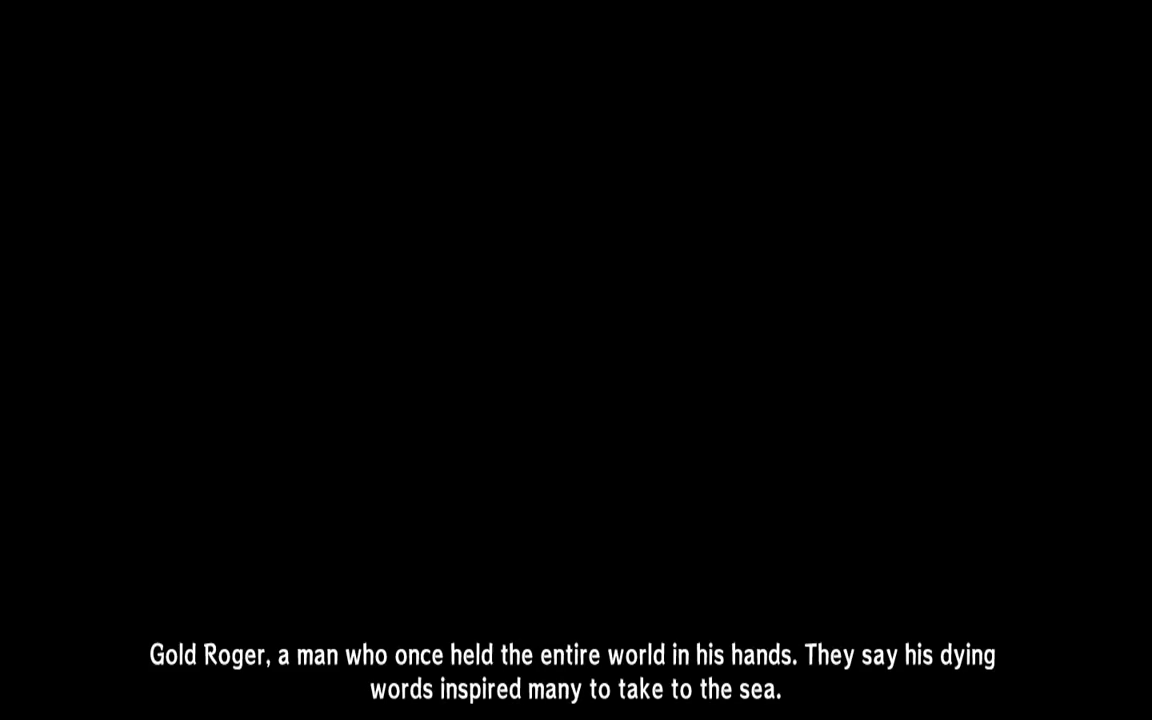 Gold Roger, a man who once held the entire world in his hands. They say his dying
words inspired many to take to the sea.